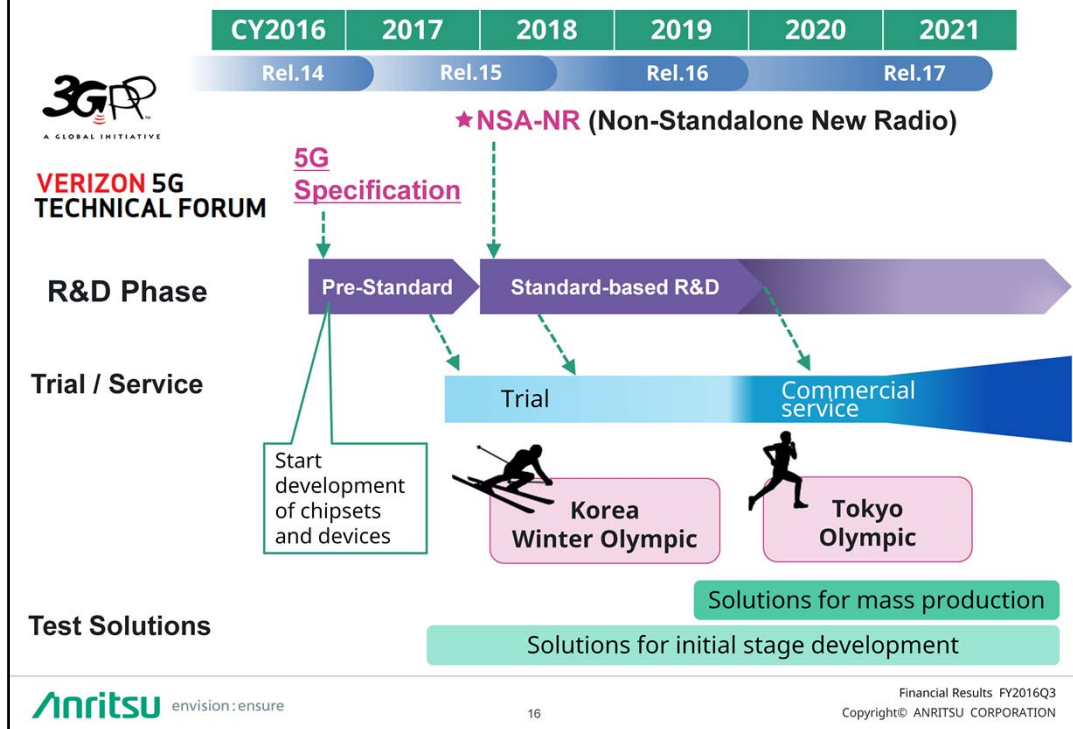 CY2016 2017 2018 2019 2020 2021
Rel.14 Rel.15 Rel.16 Rel.17
3GPP™
A GLOBAL INITIATIVE
★NSA-NR (Non-Standalone New Radio)
5G
Specification
VERIZON 5G
TECHNICAL FORUM
R&D Phase
Pre-Standard
Standard-based R&D
Trial / Service
Trial
Commercial
service
Start
development
of chipsets
and devices
Korea
Winter Olympic
Tokyo
Olympic
Test Solutions
Solutions for mass production
Solutions for initial stage development
Anritsu envision : ensure
16
Financial Results FY2016Q3
Copyright© ANRITSU CORPORATION